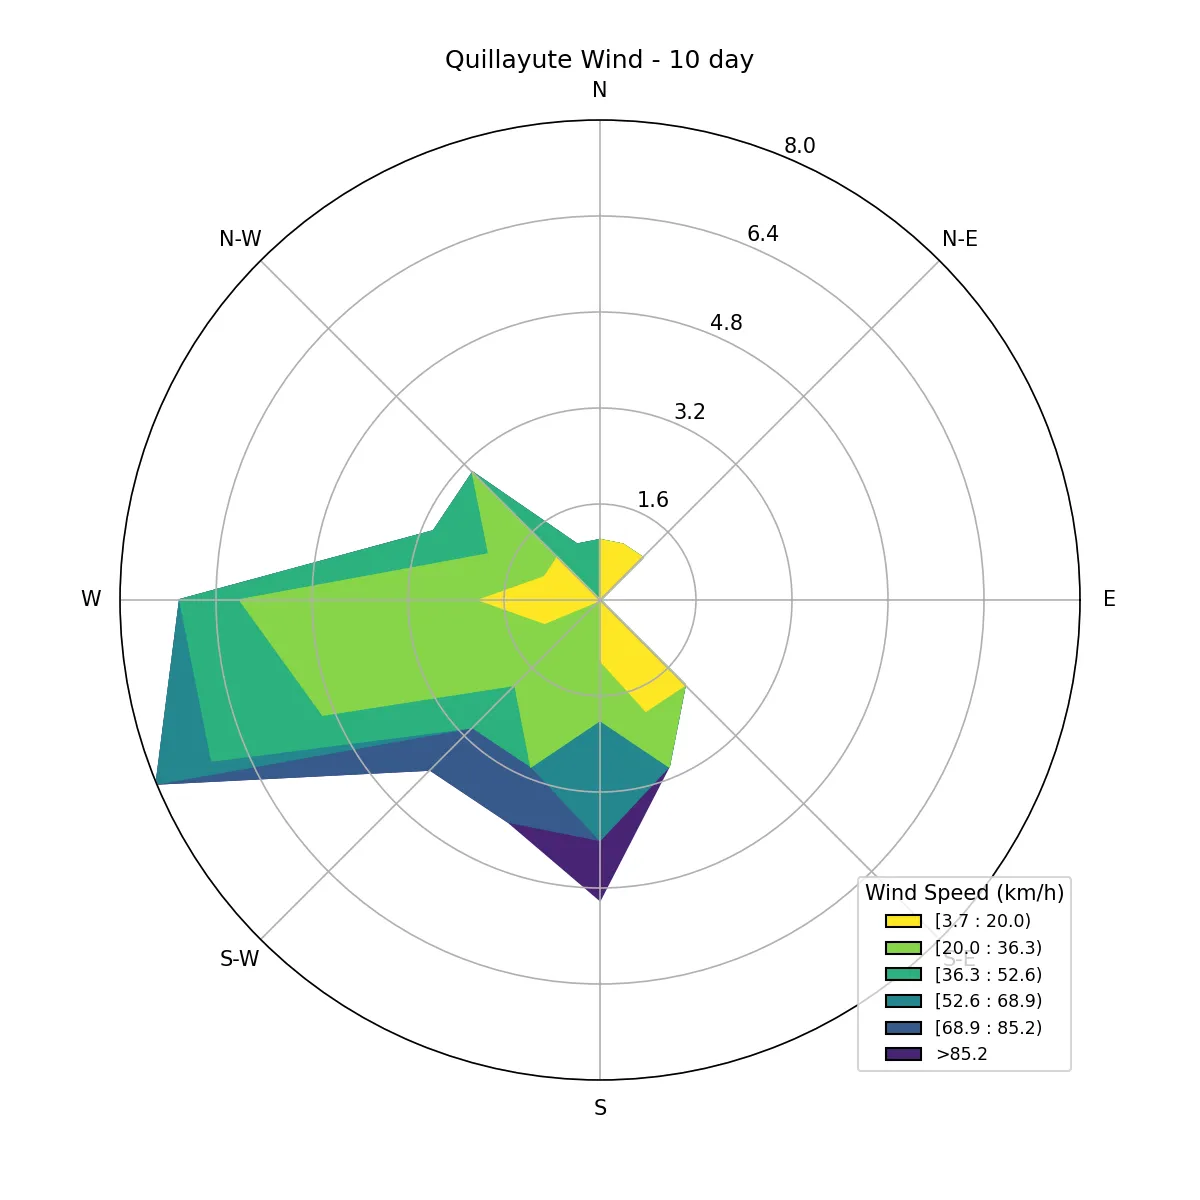 Quillayute Wind - 10 day
N
8.0
N-W
6.4
N-E
4.8
3.2
1.6
W
E
S-W
S-E
S
Wind Speed (km/h)
[3.7 : 20.0)
[20.0 : 36.3)
[36.3 : 52.6)
[52.6 : 68.9)
[68.9 : 85.2)
>85.2